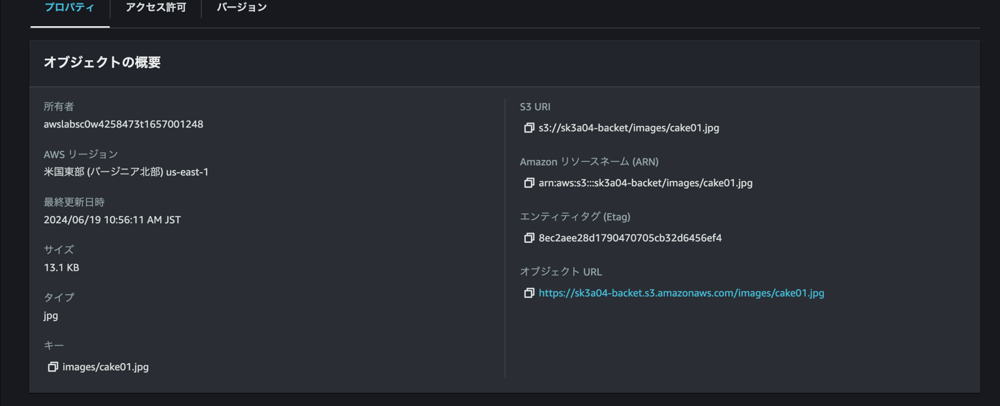 プロパティ
アクセス許可
バージョン
オブジェクトの概要
所有者
awslabsc0w4258473t1657001248
AWS リージョン
米国東部 (バージニア北部) us-east-1
最終更新日時
2024/06/19 10:56:11 AM JST
サイズ
13.1 KB
タイプ
jpg
キー
images/cake01.jpg
S3 URI
s3://sk3a04-backet/images/cake01.jpg
Amazon リソースネーム (ARN)
arn:aws:s3:::sk3a04-backet/images/cake01.jpg
エンティティタグ (Etag)
8ec2aee28d1790470705cb32d6456ef4
オブジェクト URL
https://sk3a04-backet.s3.amazonaws.com/images/cake01.jpg